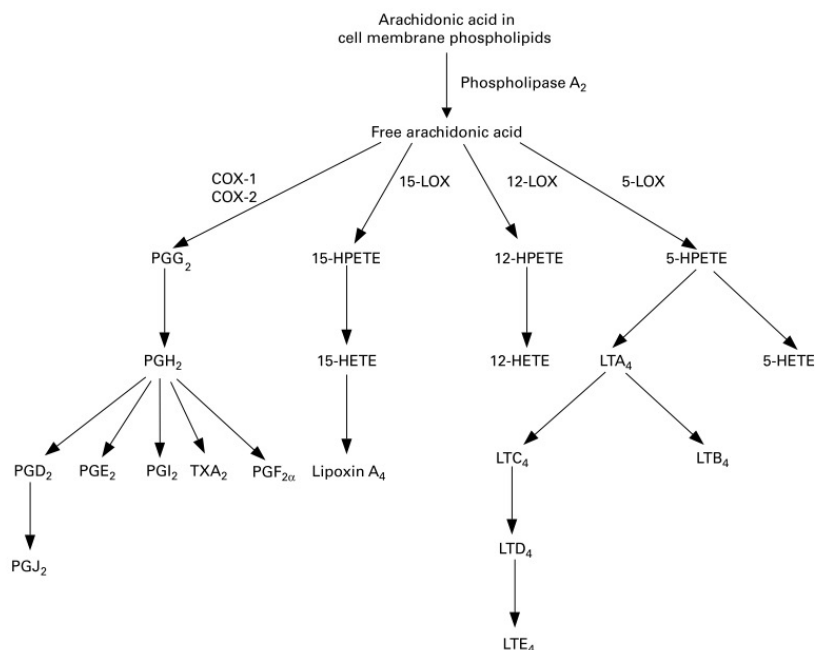 Arachidonic acid in
cell membrane phospholipids
Phospholipase A₂
Free arachidonic acid
COX-1
COX-2
15-LOX
12-LOX
5-LOX
PGG₂
15-HPETE
12-HPETE
5-HPETE
PGH₂
15-HETE
12-HETE
LTA₄
5-HETE
PGD₂
PGE₂
PGI₂
TXA₂
PGF₂α
Lipoxin A₄
LTC₄
LTB₄
PGJ₂
LTD₄
LTE₄